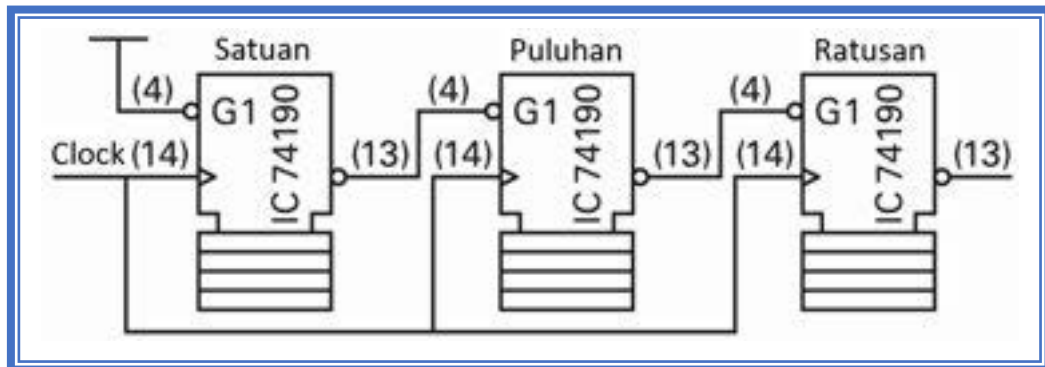 Satuan
Puluhan
Ratusan
(4)
G1
IC 74190
(4)
G1
IC 74190
(4)
G1
IC 74190
Clock (14)
(13)
(14)
(13)
(14)
(13)